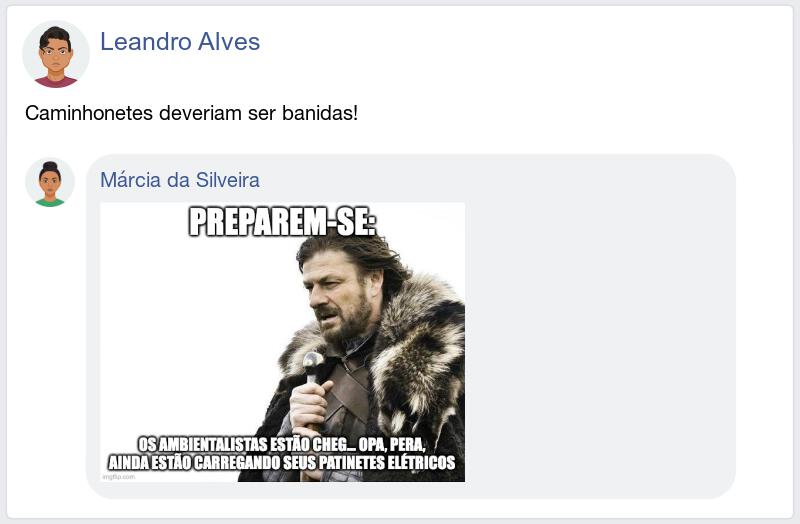 Leandro Alves
Caminhonetes deveriam ser banidas!
Márcia da Silveira
PREPAREM-SE:
OS AMBIENTALISTAS ESTÃO CHEG... OPA, PERA,
AINDA ESTÃO CARREGANDO SEUS PATINETES ELÉTRICOS
imgflip.com